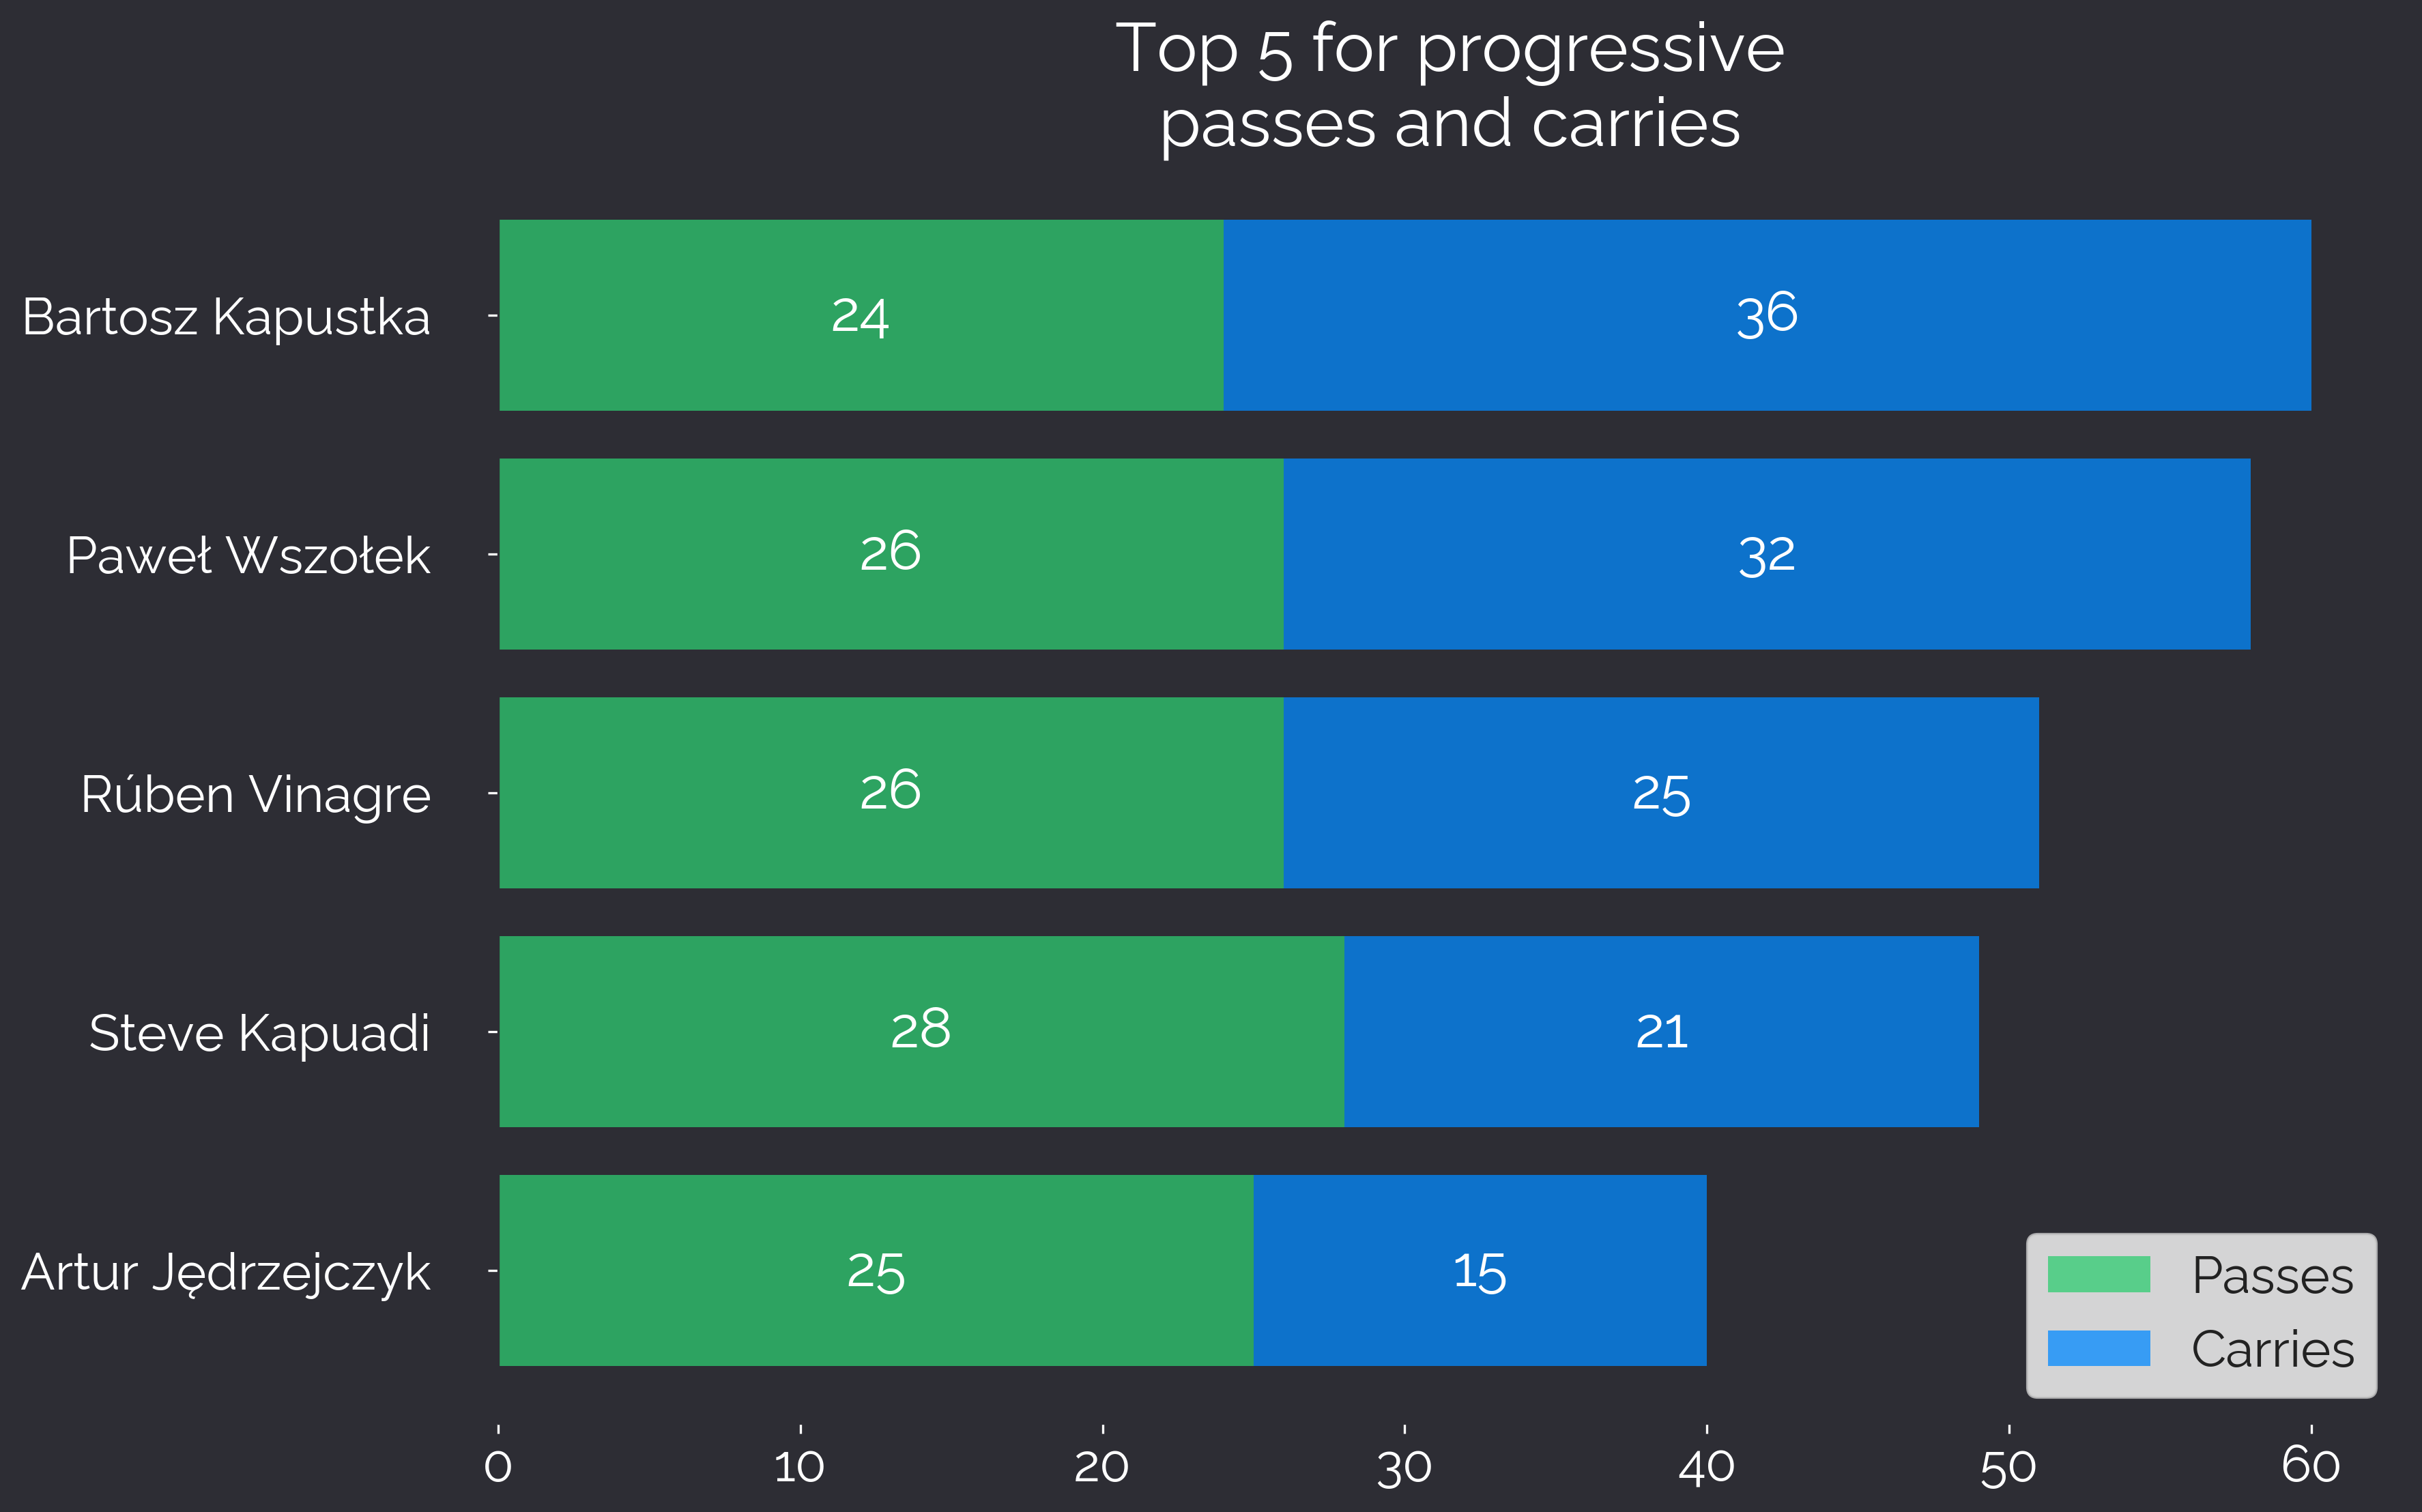 Top 5 for progressive
passes and carries
Bartosz Kapustka
24
36
Paweł Wszołek
26
32
Rúben Vinagre
26
25
Steve Kapuadi
28
21
Artur Jędrzejczyk
25
15
Passes
Carries
0
10
20
30
40
50
60